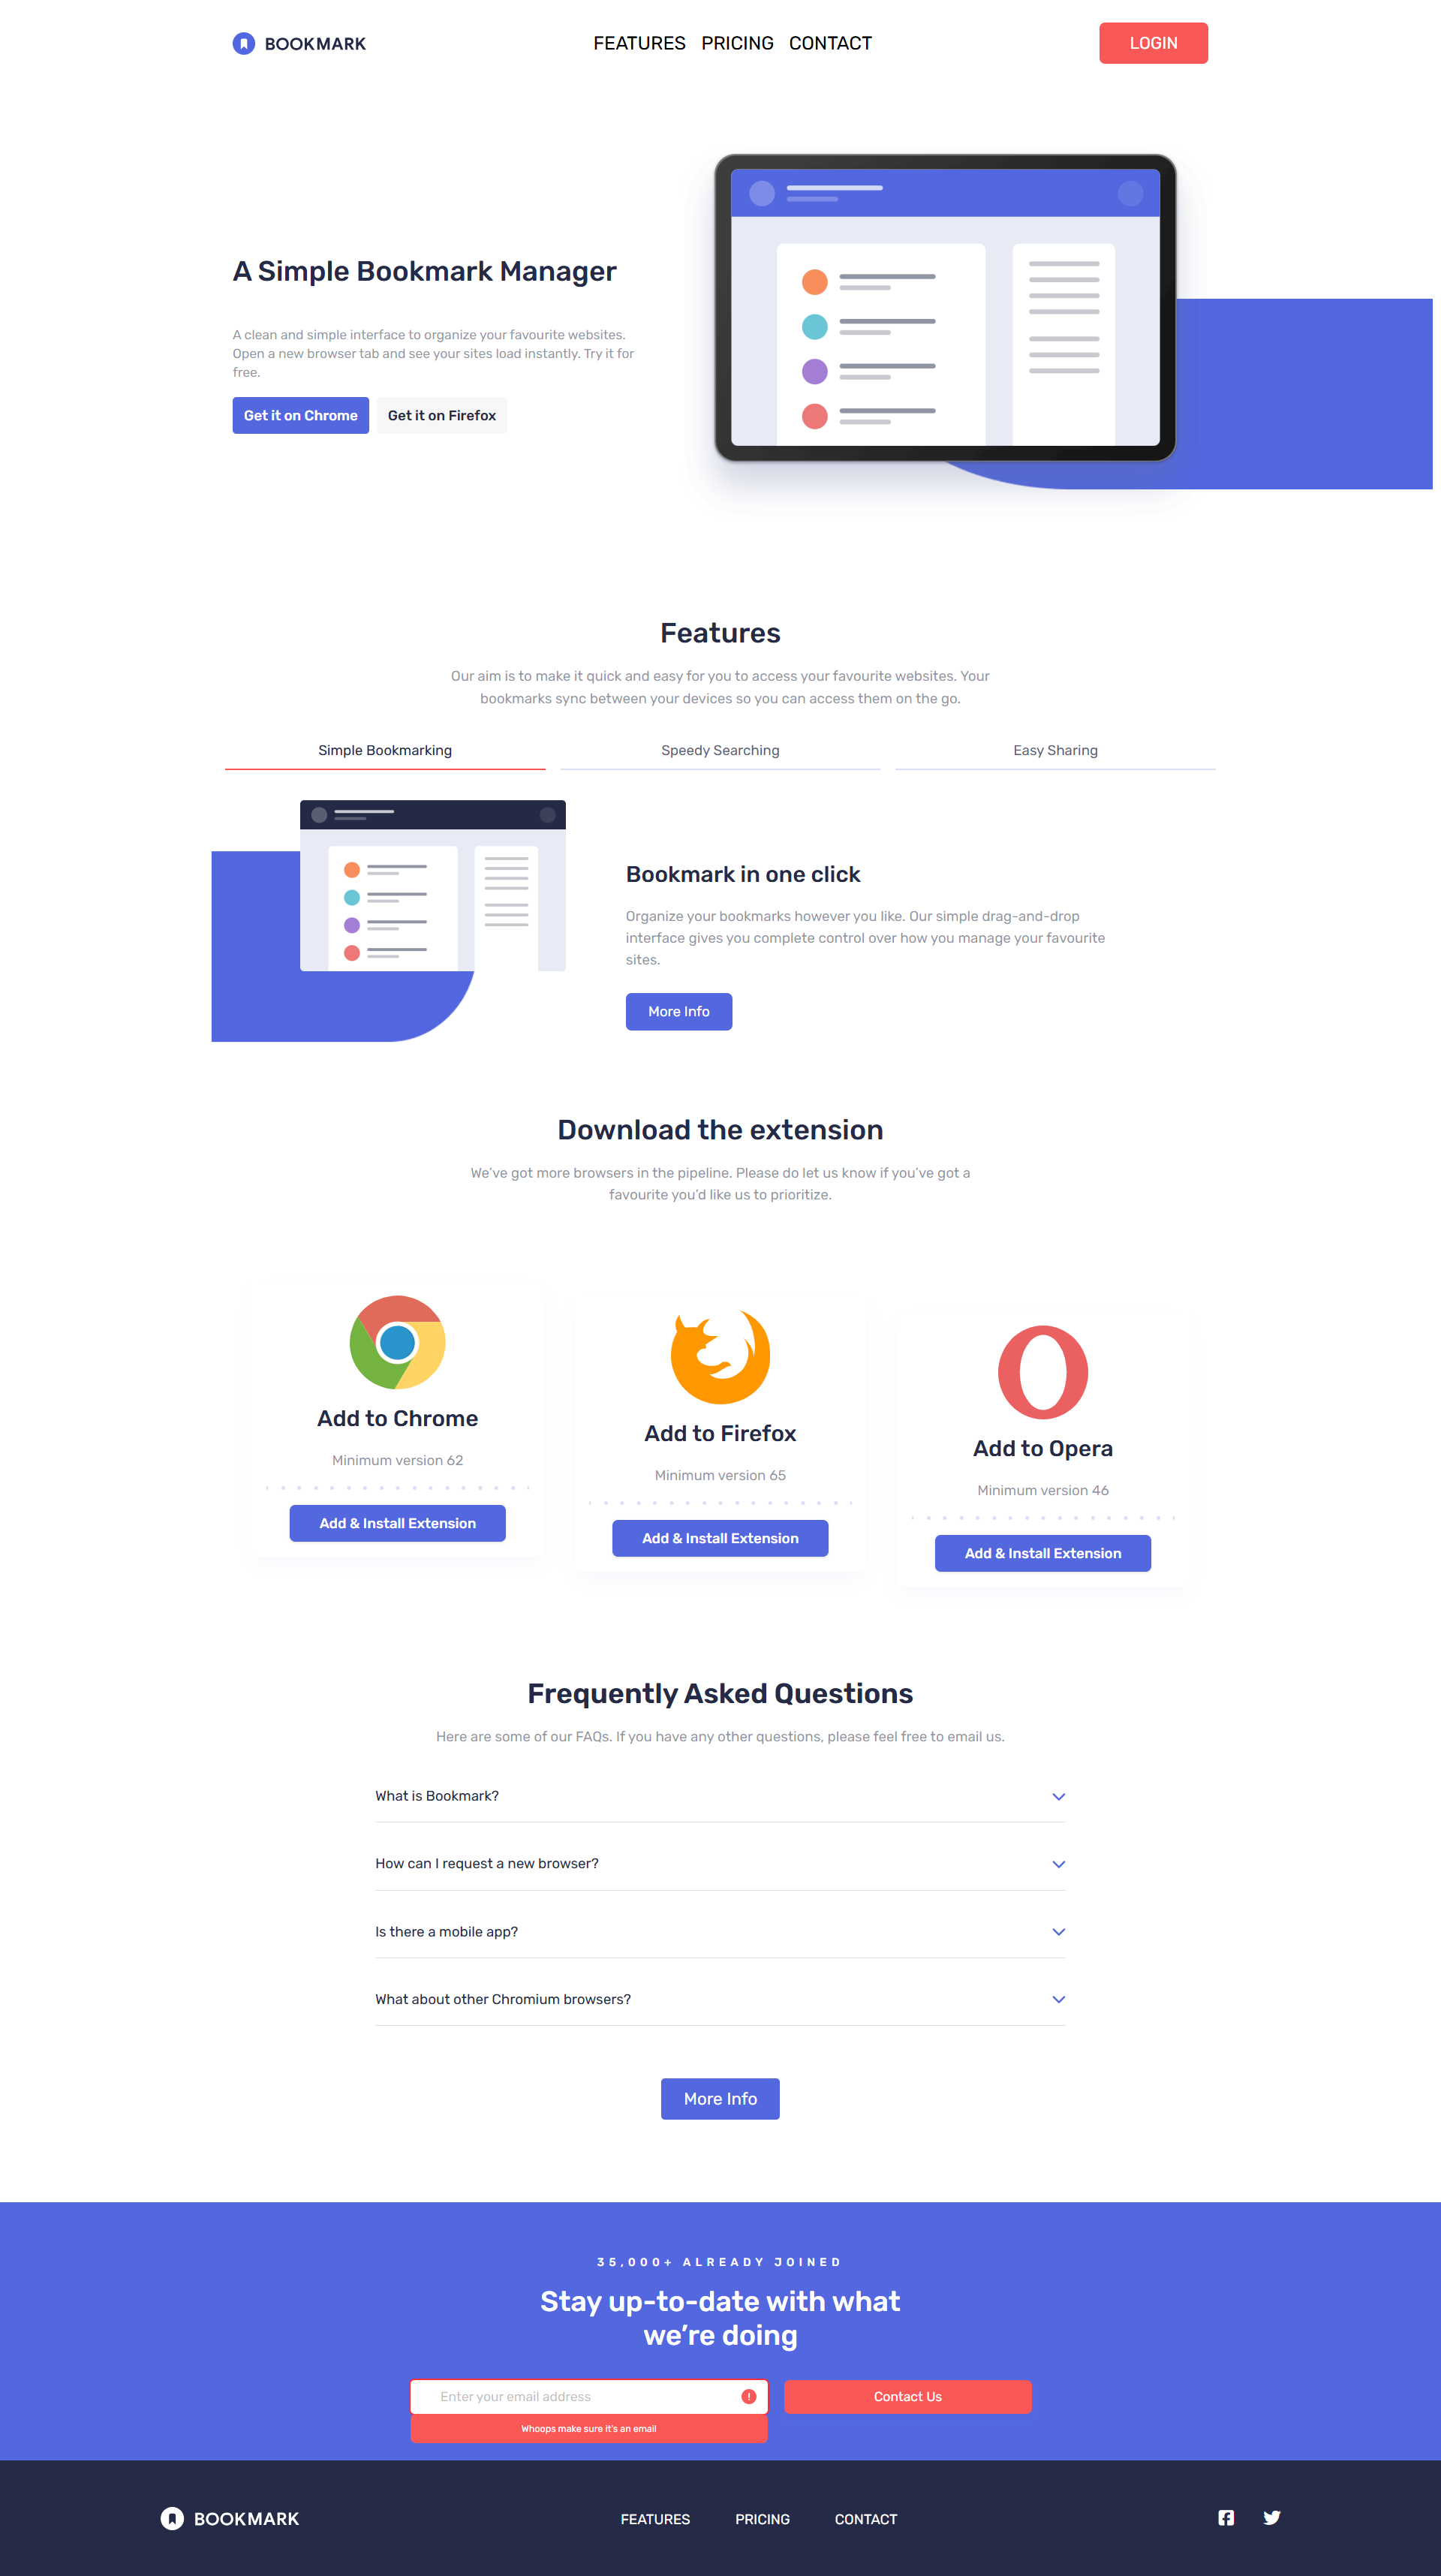 BOOKMARK
FEATURES PRICING CONTACT
LOGIN
A Simple Bookmark Manager
A clean and simple interface to organize your favourite websites.
Open a new browser tab and see your sites load instantly. Try it for
free.
Get it on Chrome
Get it on Firefox
Features
Our aim is to make it quick and easy for you to access your favourite websites. Your
bookmarks sync between your devices so you can access them on the go.
Simple Bookmarking
Speedy Searching
Easy Sharing
Bookmark in one click
Organize your bookmarks however you like. Our simple drag-and-drop
interface gives you complete control over how you manage your favourite
sites.
More Info
Download the extension
We've got more browsers in the pipeline. Please do let us know if you've got a
favourite you'd like us to prioritize.
Add to Chrome
Minimum version 62
Add & Install Extension
Add to Firefox
Minimum version 65
Add & Install Extension
Add to Opera
Minimum version 46
Add & Install Extension
Frequently Asked Questions
Here are some of our FAQs. If you have any other questions, please feel free to email us.
What is Bookmark?
How can I request a new browser?
Is there a mobile app?
What about other Chromium browsers?
More Info
35,000+ ALREADY JOINED
Stay up-to-date with what
we're doing
Enter your email address
Contact Us
Whoops make sure it's an email
BOOKMARK
FEATURES
PRICING
CONTACT